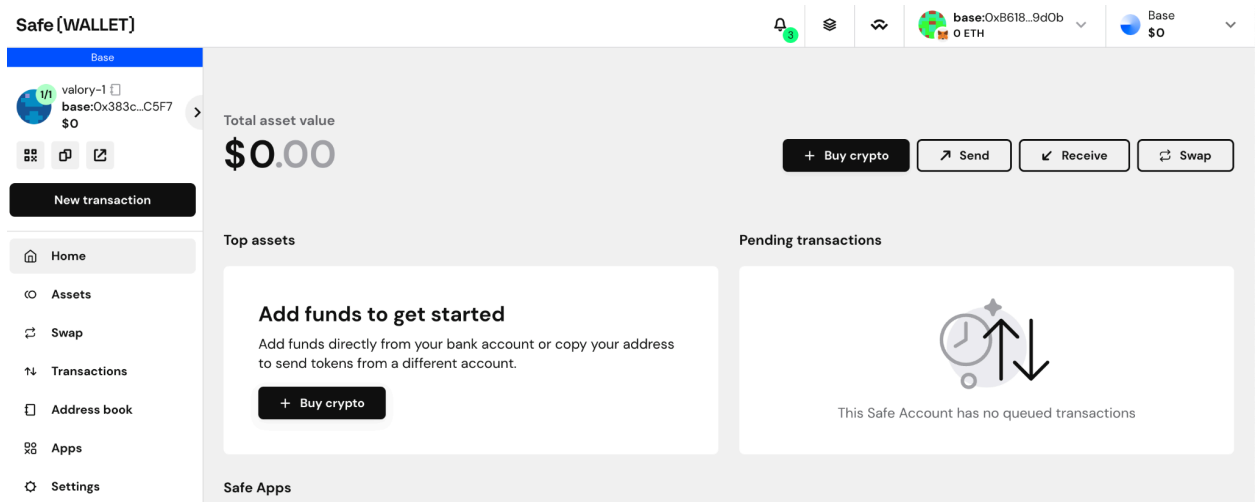 Safe{WALLET}
3
base:0xB618...9d0b
0 ETH
Base
$0
Base
1/1
valory-1
base:0x383c...C5F7
$0
New transaction
Home
Assets
Swap
Transactions
Address book
Apps
Settings
Total asset value
$0.00
+ Buy crypto
Send
Receive
Swap
Top assets
Add funds to get started
Add funds directly from your bank account or copy your address
to send tokens from a different account.
+ Buy crypto
Pending transactions
This Safe Account has no queued transactions
Safe Apps